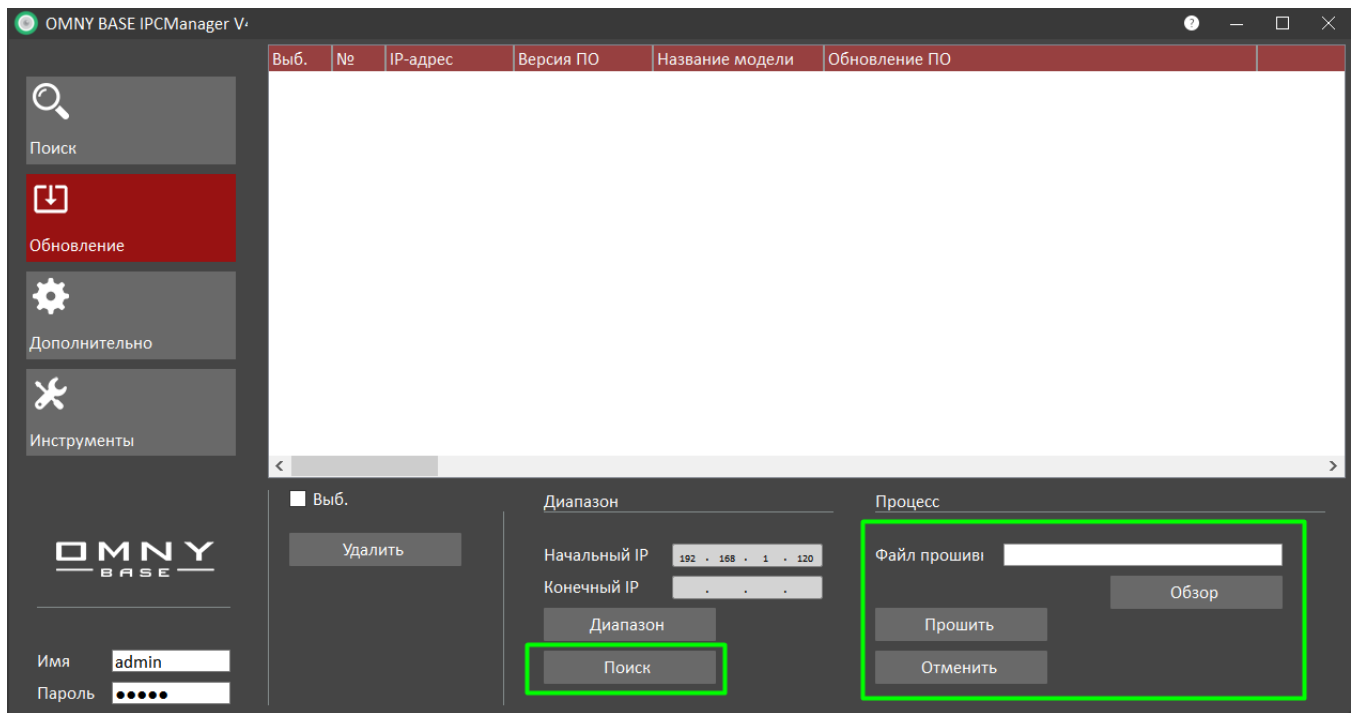 OMNY BASE IPCManager V4
?
Выб. № IP-адрес Версия ПО Название модели Обновление ПО
Поиск
Обновление
Дополнительно
Инструменты
Выб.
Удалить
Диапазон
Начальный IP 192 . 168 . 1 . 120
Конечный IP . . .
Диапазон
Поиск
Процесс
Файл прошиви
Обзор
Прошить
Отменить
OMNY
BASE
Имя admin
Пароль ●●●●●